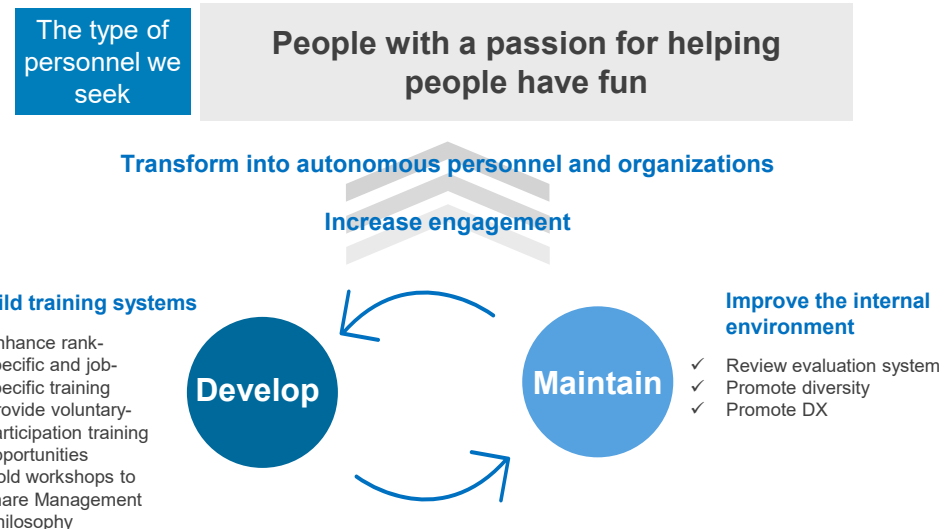 The type of
personnel we
seek
People with a passion for helping
people have fun
Transform into autonomous personnel and organizations
Increase engagement
ild training systems
nhance rank-
pecific and job-
pecific training
rovide voluntary-
articipation training
pportunities
old workshops to
hare Management
hilosophy
Develop
Maintain
Improve the internal
environment
✓ Review evaluation system
✓ Promote diversity
✓ Promote DX